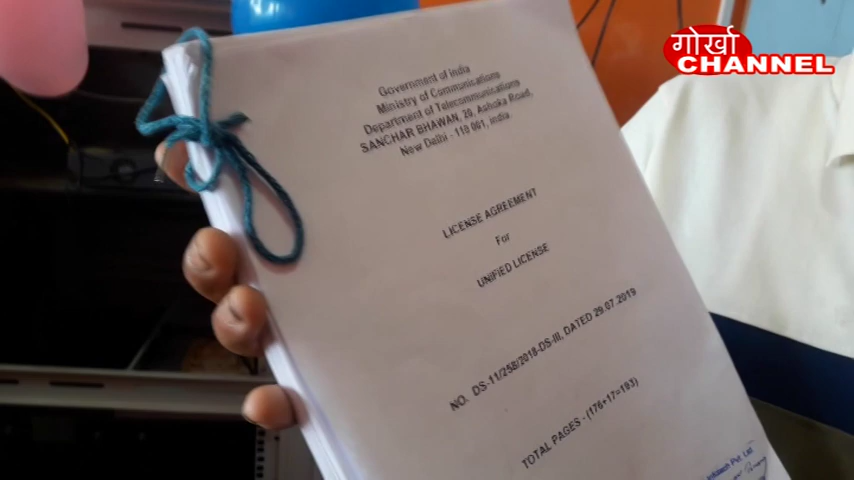 गोर्खा
CHANNEL
Government of India
Ministry of Communications
Department of Telecommunications
SANCHAR BHAWAN, 20, Ashoka Road,
New Delhi - 110 001, India.
LICENSE AGREEMENT
For
UNIFIED LICENSE
NO. DS-11/258/2018-DS-III, DATED 29.07.2019
TOTAL PAGES - (176+17=193)
Pvt. Ltd.